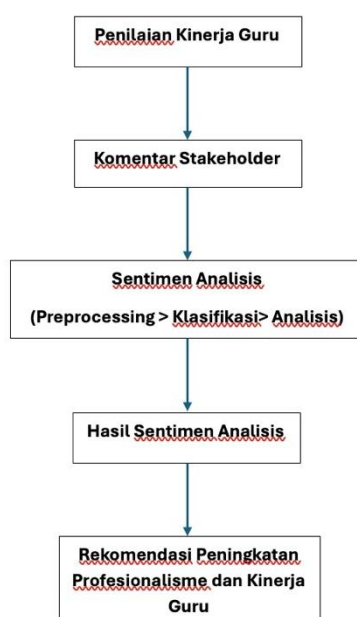 Penilaian Kinerja Guru
Komentar Stakeholder
Sentimen Analisis
(Preprocessing > Klasifikasi> Analisis)
Hasil Sentimen Analisis
Rekomendasi Peningkatan
Profesionalisme dan Kinerja
Guru